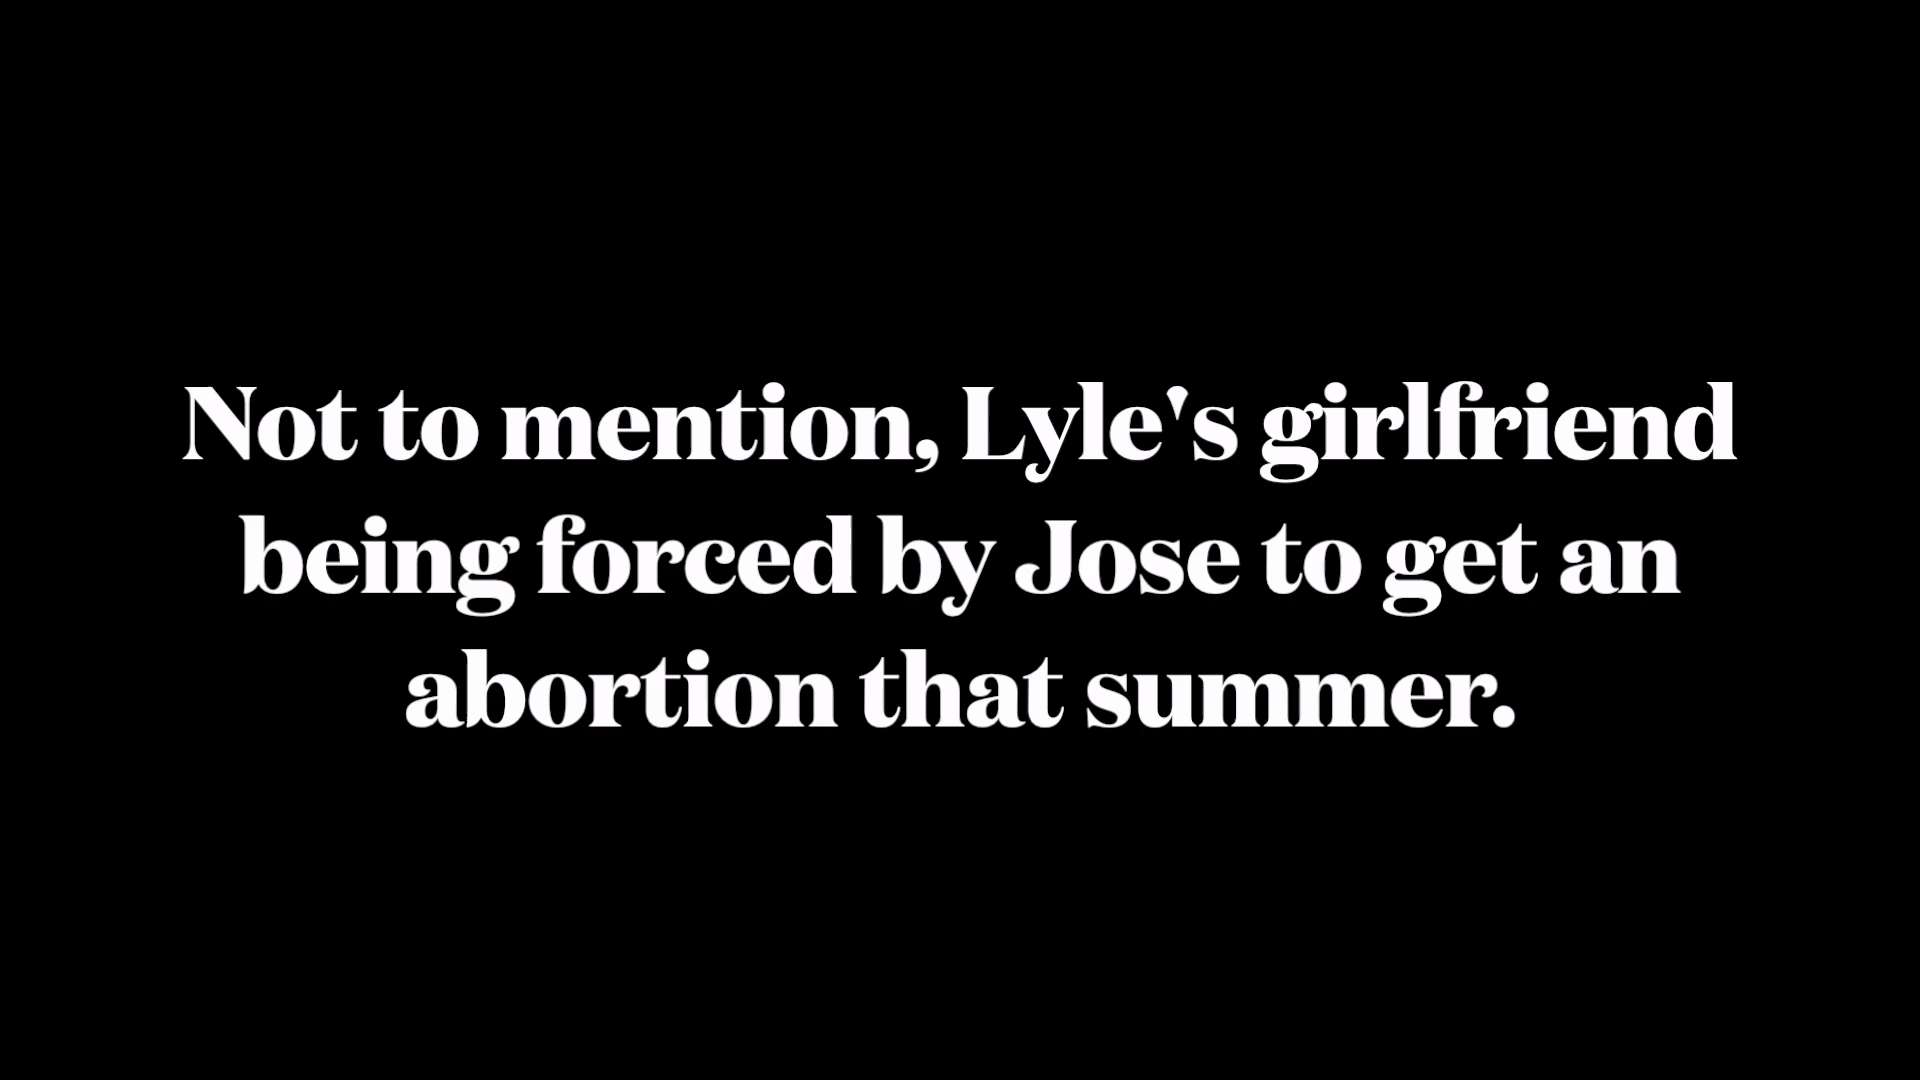 Not to mention, Lyle's girlfriend
being forced by Jose to get an
abortion that summer.